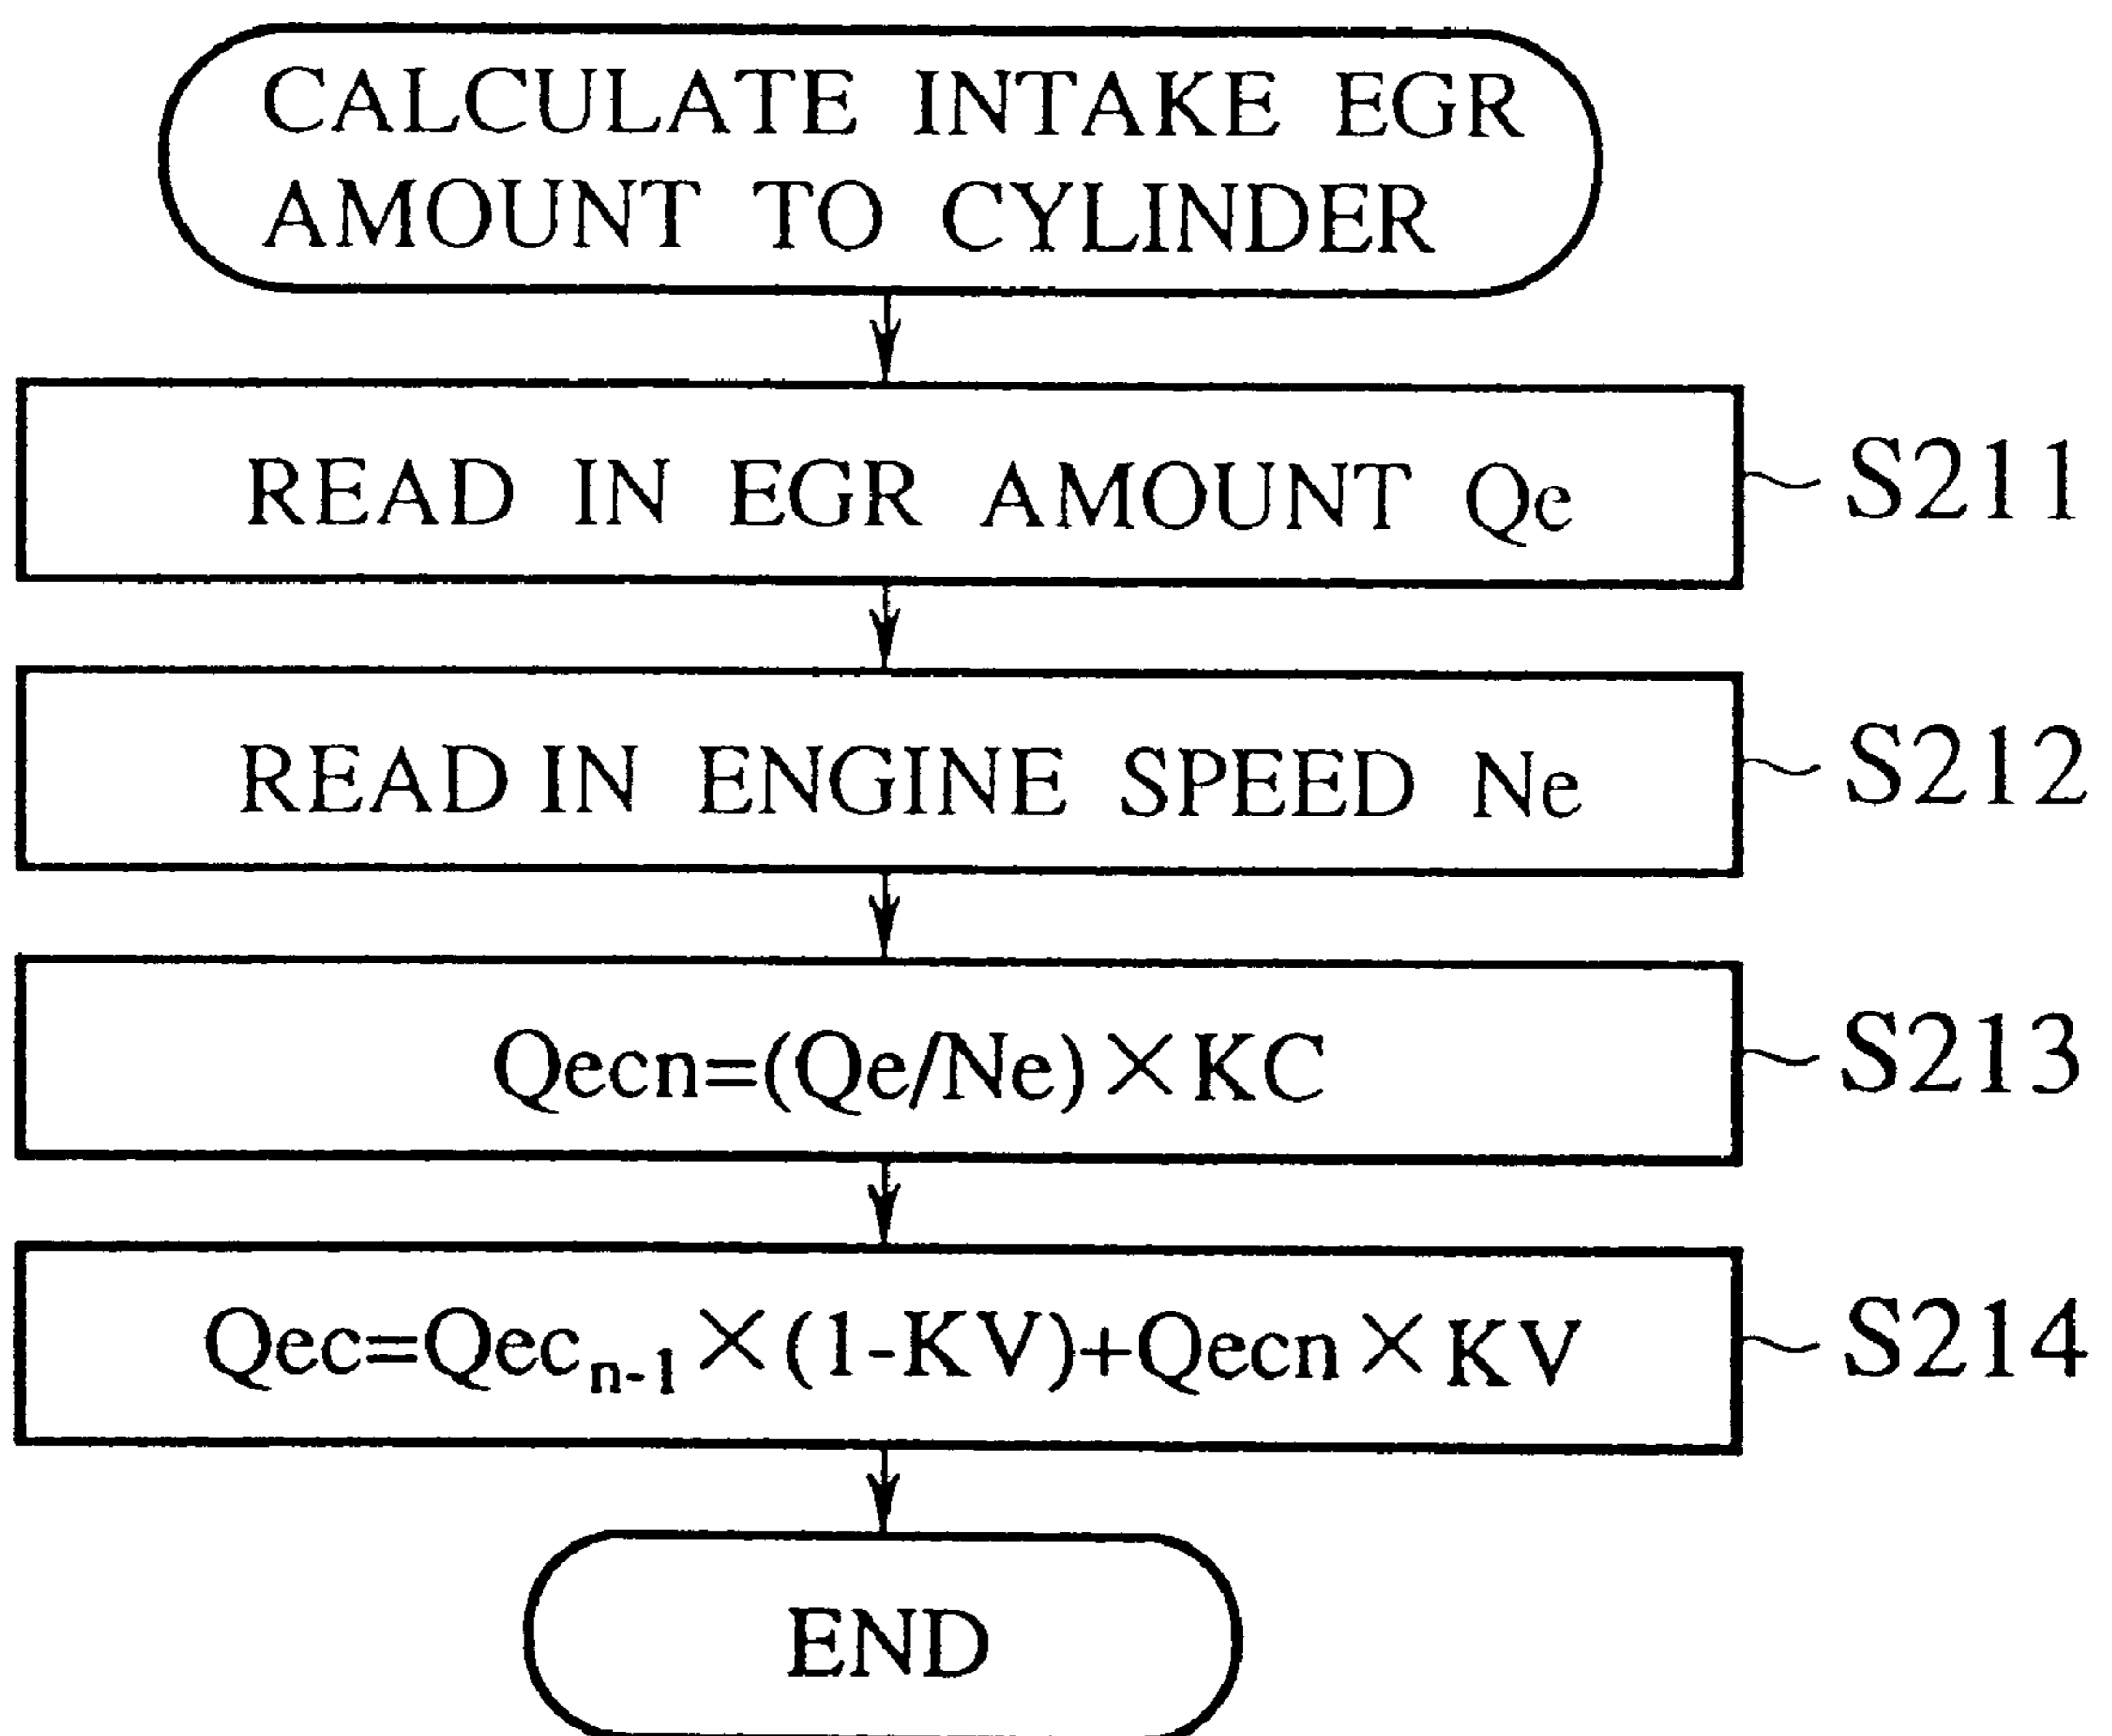 CALCULATE INTAKE EGR
AMOUNT TO CYLINDER
READ IN EGR AMOUNT Qe
S211
READ IN ENGINE SPEED Ne
S212
Qecn=(Qe/Ne)×KC
S213
Qec=Qecₙ₋₁×(1-KV)+Qecn×KV
S214
END